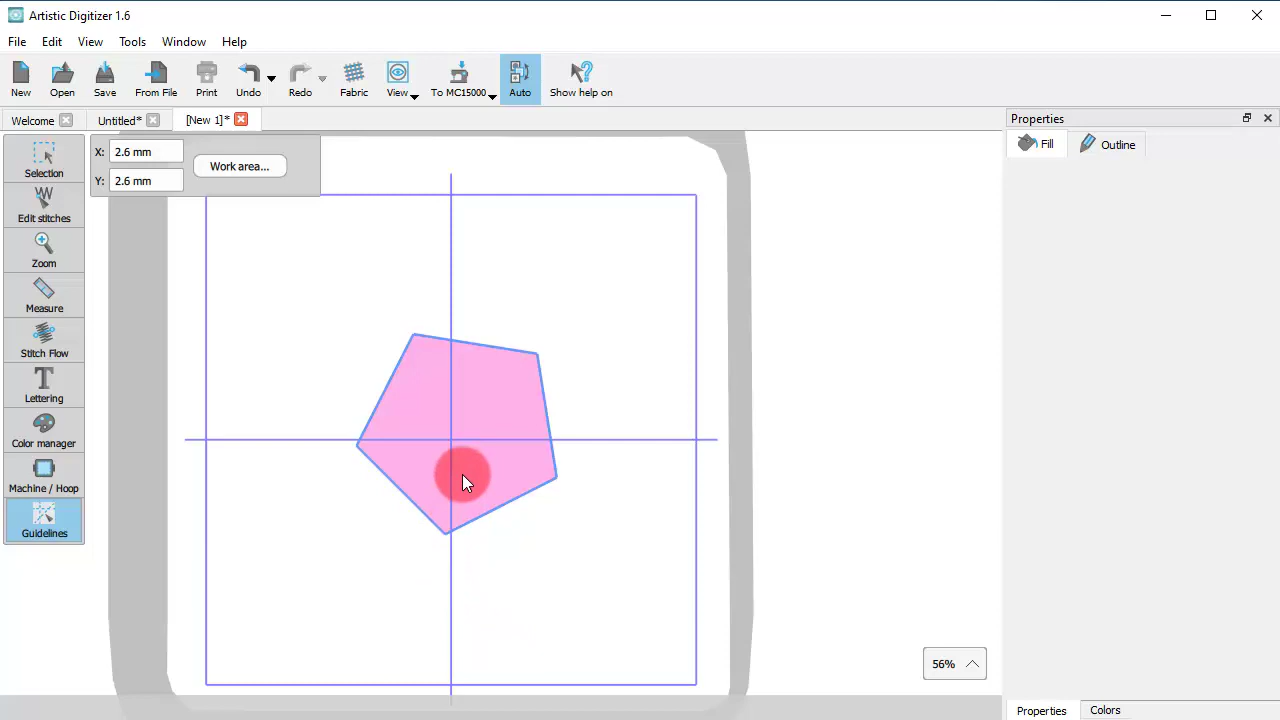 Artistic Digitizer 1.6
File Edit View Tools Window Help
New Open Save From File Print Undo Redo Fabric View To MC15000 Auto Show help on
Welcome Untitled* [New 1]* Properties
Selection X: 2.6 mm Work area... Fill Outline
Y: 2.6 mm
Edit stitches
Zoom
Measure
Stitch Flow
Lettering
Color manager
Machine / Hoop
Guidelines
56%
Properties Colors